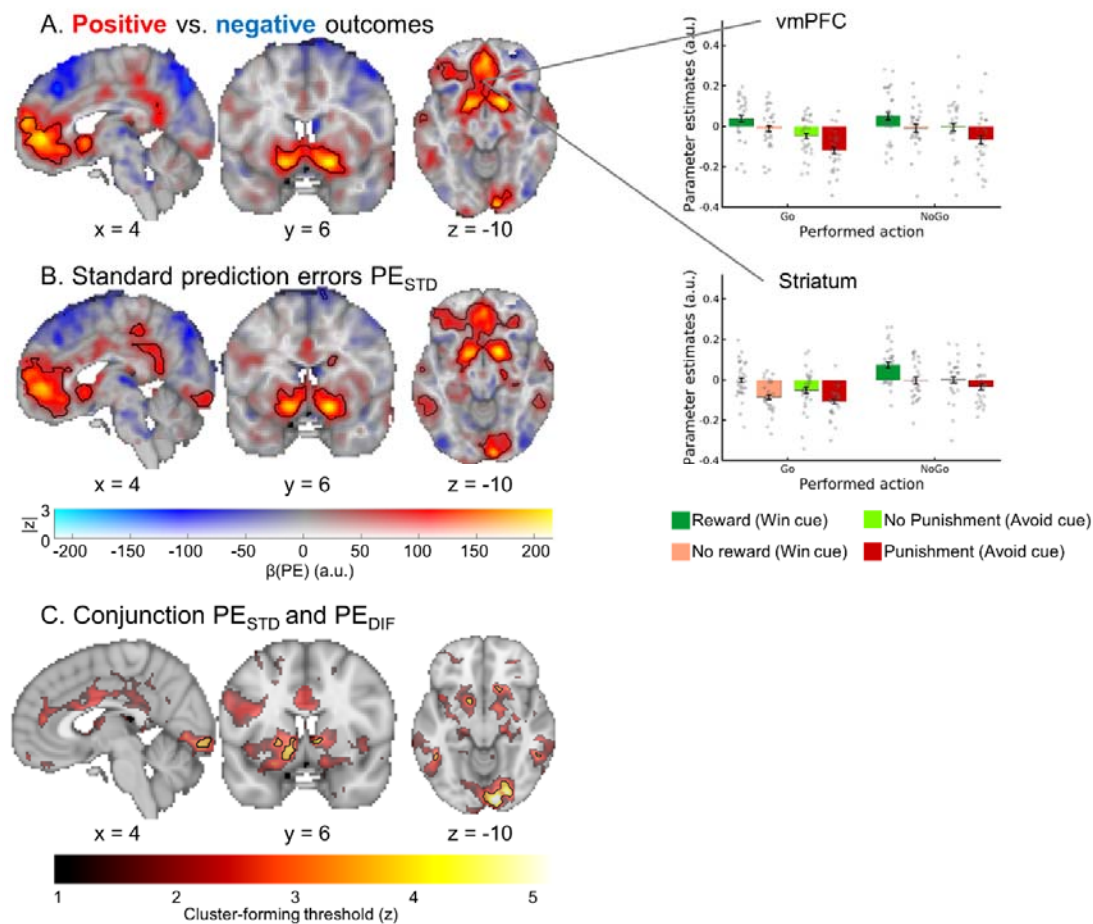 A. Positive vs. negative outcomes
x = 4
y = 6
z = -10
vmPFC
Parameter estimates (a.u.)
0.4
0.2
0
-0.2
-0.4
Go
NoGo
Performed action
B. Standard prediction errors PE_STD
x = 4
y = 6
z = -10
Striatum
Parameter estimates (a.u.)
0.4
0.2
0
-0.2
-0.4
Go
NoGo
Performed action
|z|
3
0
-200
-150
-100
-50
0
50
100
150
200
β(PE) (a.u.)
Reward (Win cue)
No Punishment (Avoid cue)
No reward (Win cue)
Punishment (Avoid cue)
C. Conjunction PE_STD and PE_DIF
x = 4
y = 6
z = -10
1
2
3
4
5
Cluster-forming threshold (z)